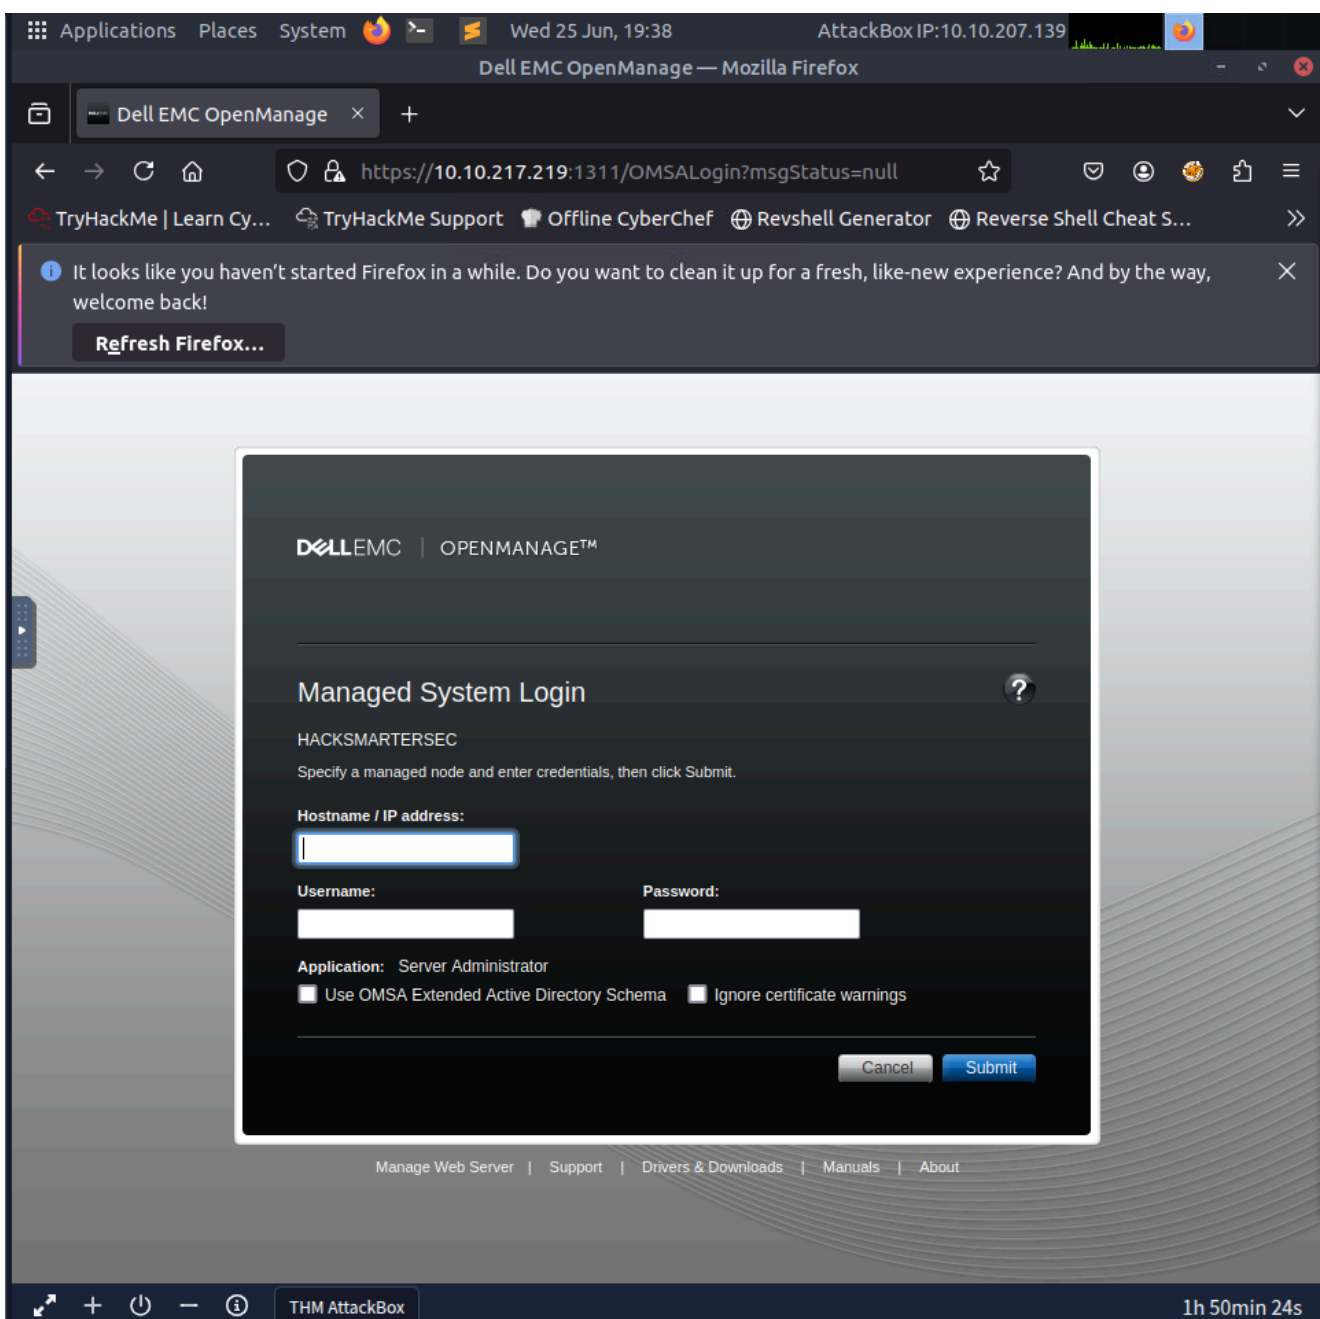 Applications Places System Wed 25 Jun, 19:38 AttackBox IP:10.10.207.139
Dell EMC OpenManage — Mozilla Firefox
Dell EMC OpenManage
https://10.10.217.219:1311/OMSALogin?msgStatus=null
TryHackMe | Learn Cy... TryHackMe Support Offline CyberChef Revshell Generator Reverse Shell Cheat S...
It looks like you haven't started Firefox in a while. Do you want to clean it up for a fresh, like-new experience? And by the way,
welcome back!
Refresh Firefox...
DELLEMC | OPENMANAGE™
Managed System Login
?
HACKSMARTERSEC
Specify a managed node and enter credentials, then click Submit.
Hostname / IP address:
Username: Password:
Application: Server Administrator
Use OMSA Extended Active Directory Schema Ignore certificate warnings
Cancel Submit
Manage Web Server | Support | Drivers & Downloads | Manuals | About
THM AttackBox 1h 50min 24s